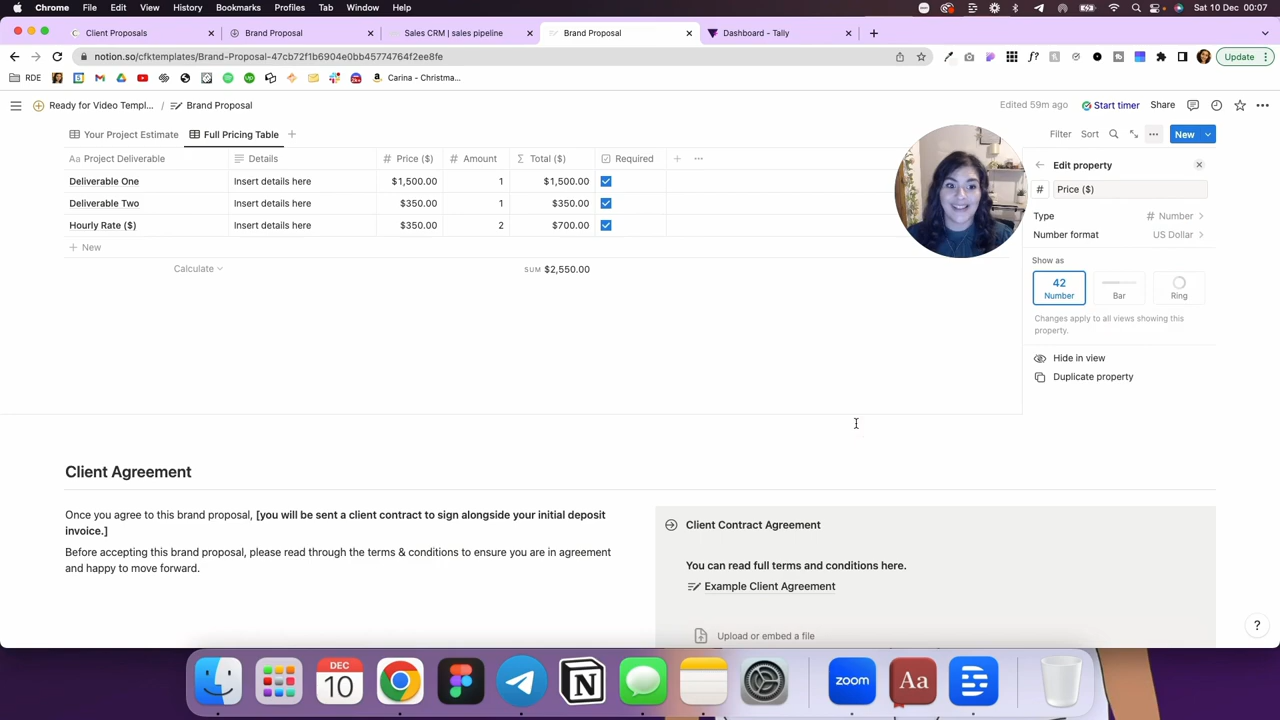 Chrome File Edit View History Bookmarks Profiles Tab Window Help Sat 10 Dec 00:07
Client Proposals Brand Proposal Sales CRM | sales pipeline Brand Proposal Dashboard - Tally
notion.so/cfktemplates/Brand-Proposal-47cb72f1b6904e0bb45774764f2ee8fe Update
RDE Carina - Christma...
Ready for Video Templ... / Brand Proposal Edited 59m ago Start timer Share
Your Project Estimate Full Pricing Table Filter Sort New
Aa Project Deliverable Details # Price ($) # Amount Σ Total ($) Required
Deliverable One Insert details here $1,500.00 1 $1,500.00
Deliverable Two Insert details here $350.00 1 $350.00
Hourly Rate ($) Insert details here $350.00 2 $700.00
+ New
Calculate SUM $2,550.00
Edit property
# Price ($)
Type # Number
Number format US Dollar
Show as
42
Number Bar Ring
Changes apply to all views showing this
property.
Hide in view
Duplicate property
Client Agreement
Once you agree to this brand proposal, [you will be sent a client contract to sign alongside your initial deposit
invoice.]
Before accepting this brand proposal, please read through the terms & conditions to ensure you are in agreement
and happy to move forward.
Client Contract Agreement
You can read full terms and conditions here.
Example Client Agreement
Upload or embed a file
?
DEC
10
zoom
Aa